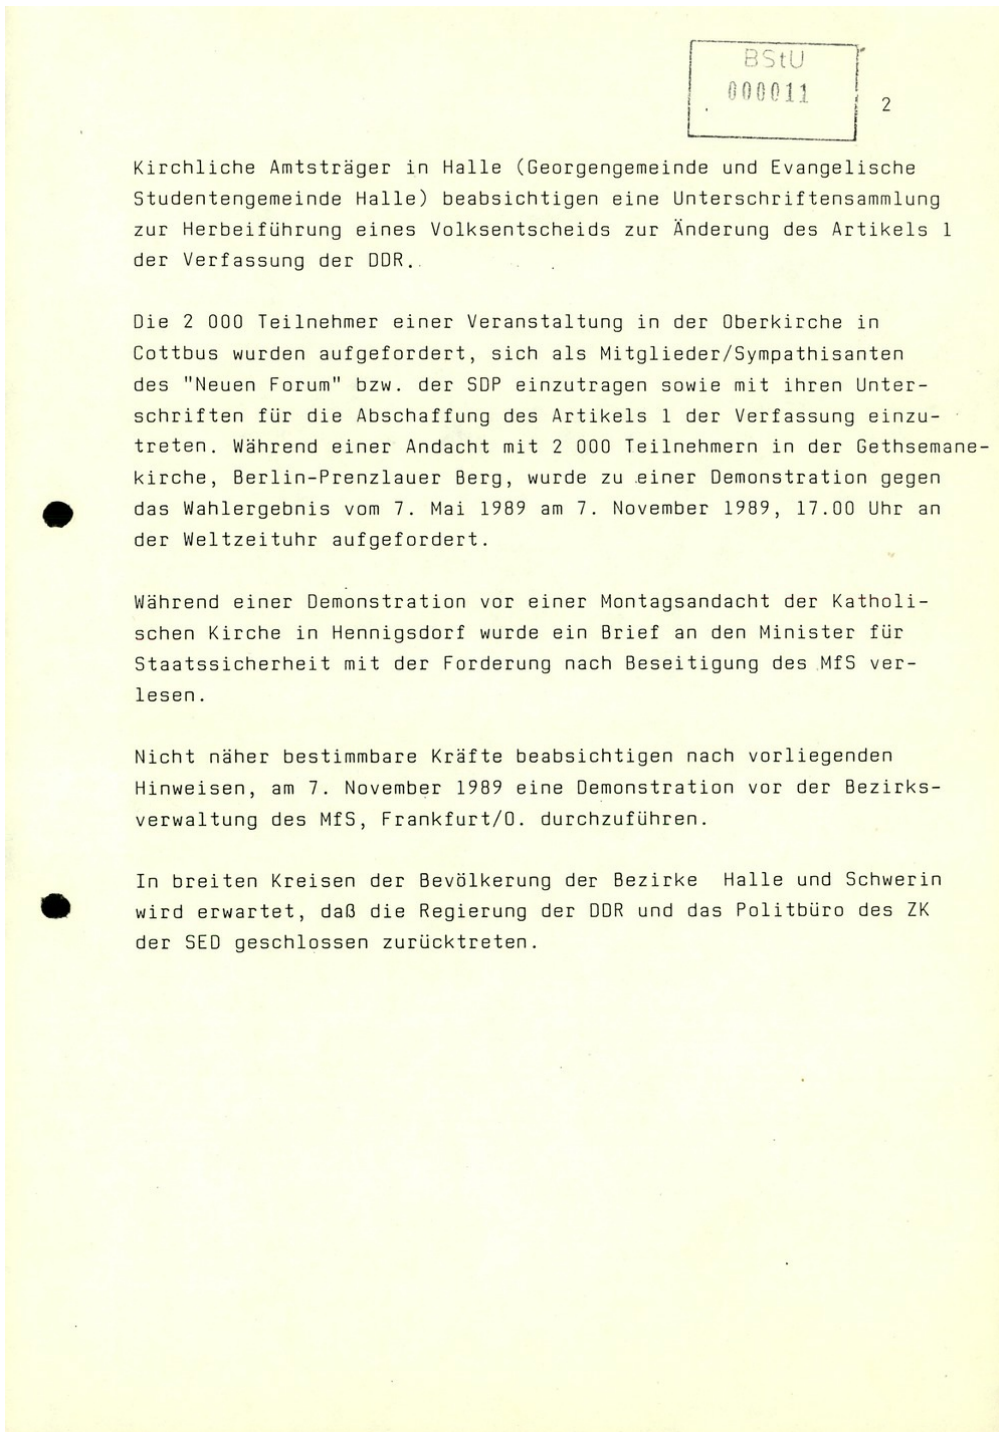 BStU
000011
2
Kirchliche Amtsträger in Halle (Georgengemeinde und Evangelische
Studentengemeinde Halle) beabsichtigen eine Unterschriftensammlung
zur Herbeiführung eines Volksentscheids zur Änderung des Artikels 1
der Verfassung der DDR.
Die 2 000 Teilnehmer einer Veranstaltung in der Oberkirche in
Cottbus wurden aufgefordert, sich als Mitglieder/Sympathisanten
des "Neuen Forum" bzw. der SDP einzutragen sowie mit ihren Unter-
schriften für die Abschaffung des Artikels 1 der Verfassung einzu-
treten. Während einer Andacht mit 2 000 Teilnehmern in der Gethsemane-
kirche, Berlin-Prenzlauer Berg, wurde zu einer Demonstration gegen
das Wahlergebnis vom 7. Mai 1989 am 7. November 1989, 17.00 Uhr an
der Weltzeituhr aufgefordert.
Während einer Demonstration vor einer Montagsandacht der Katholi-
schen Kirche in Hennigsdorf wurde ein Brief an den Minister für
Staatssicherheit mit der Forderung nach Beseitigung des MfS ver-
lesen.
Nicht näher bestimmbare Kräfte beabsichtigen nach vorliegenden
Hinweisen, am 7. November 1989 eine Demonstration vor der Bezirks-
verwaltung des MfS, Frankfurt/O. durchzuführen.
In breiten Kreisen der Bevölkerung der Bezirke Halle und Schwerin
wird erwartet, daß die Regierung der DDR und das Politbüro des ZK
der SED geschlossen zurücktreten.